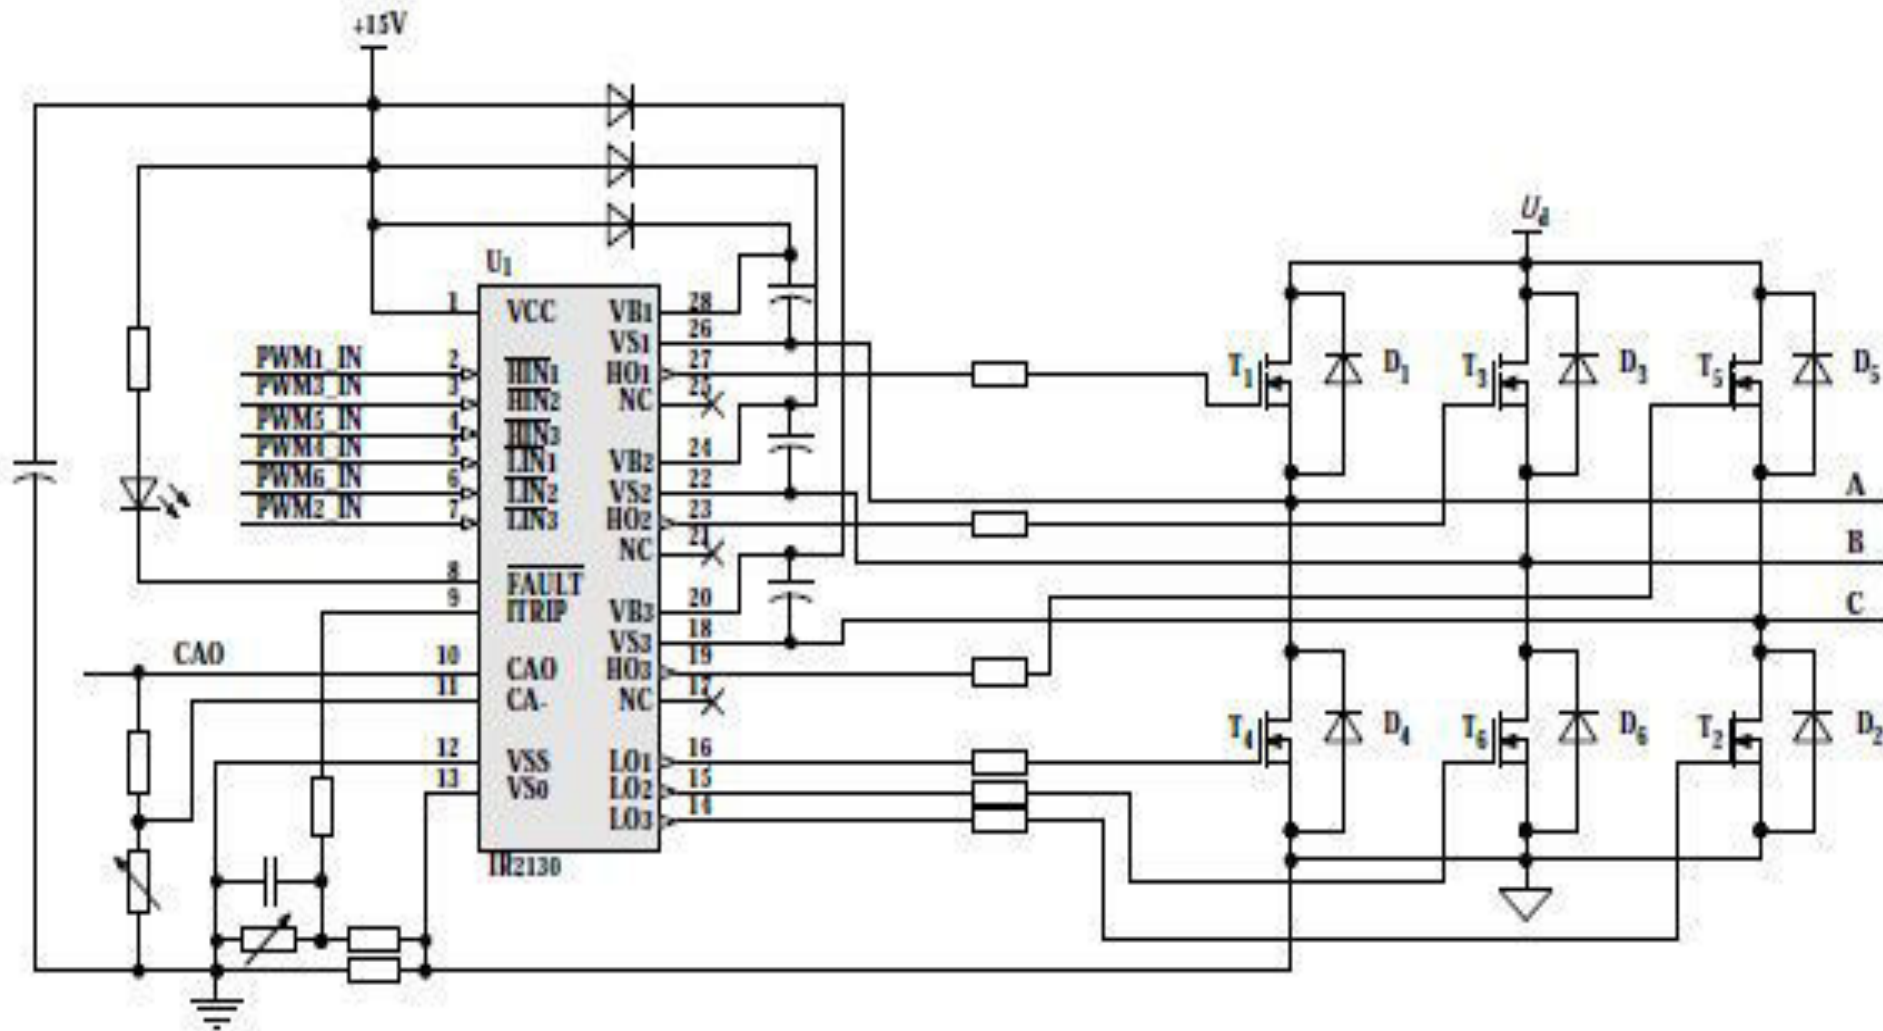 +15V
U1
1 VCC VB1 28
VS1 26
PWM1_IN 2 HIN1 HO1 27
PWM3_IN 3 HIN2 NC 25
PWM5_IN 4 HIN3
PWM4_IN 5 LIN1 VB2 24
PWM6_IN 6 LIN2 VS2 22
PWM2_IN 7 LIN3 HO2 23
NC 21
8 FAULT
9 ITRIP VB3 20
VS3 18
CAO 10 CAO HO3 19
11 CA- NC 17
12 VSS LO1 16
13 VS0 LO2 15
LO3 14
IR2130
Ud
T1 D1 T3 D3 T5 D5
A
B
C
T4 D4 T6 D6 T2 D2